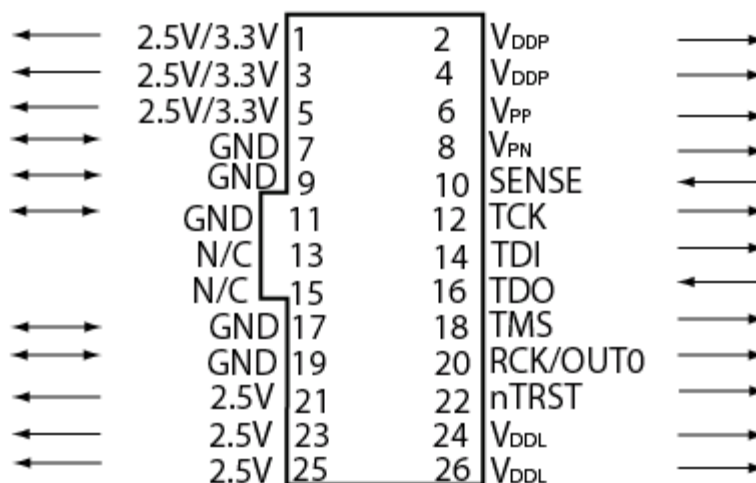 2.5V/3.3V 1 2 VDDP
2.5V/3.3V 3 4 VDDP
2.5V/3.3V 5 6 VPP
GND 7 8 VPN
GND 9 10 SENSE
GND 11 12 TCK
N/C 13 14 TDI
N/C 15 16 TDO
GND 17 18 TMS
GND 19 20 RCK/OUT0
2.5V 21 22 nTRST
2.5V 23 24 VDDL
2.5V 25 26 VDDL